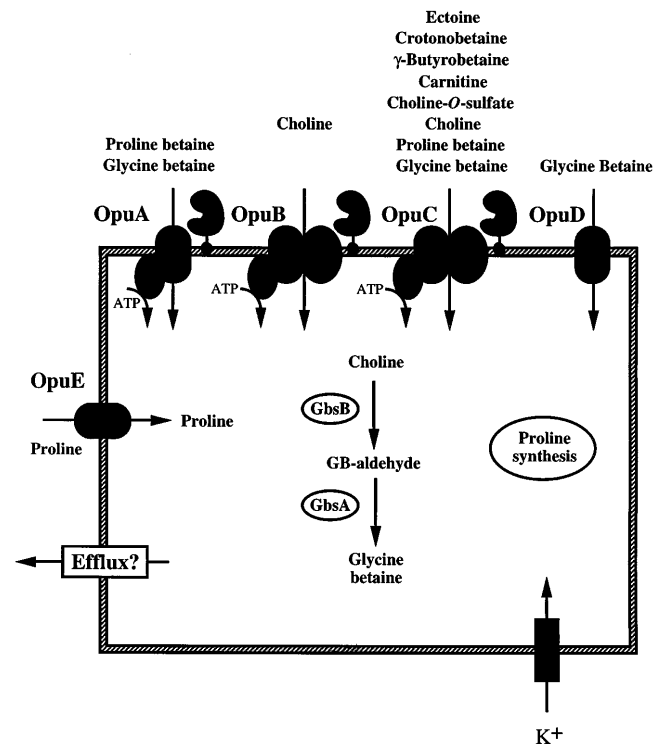 Ectoine
Crotonobetaine
γ-Butyrobetaine
Carnitine
Choline-O-sulfate
Choline
Proline betaine
Glycine betaine
Choline
Proline betaine
Glycine betaine
Glycine Betaine
OpuA
OpuB
OpuC
OpuD
ATP
ATP
ATP
OpuE
Proline
Proline
Choline
GbsB
GB-aldehyde
GbsA
Glycine
betaine
Proline
synthesis
Efflux?
K+